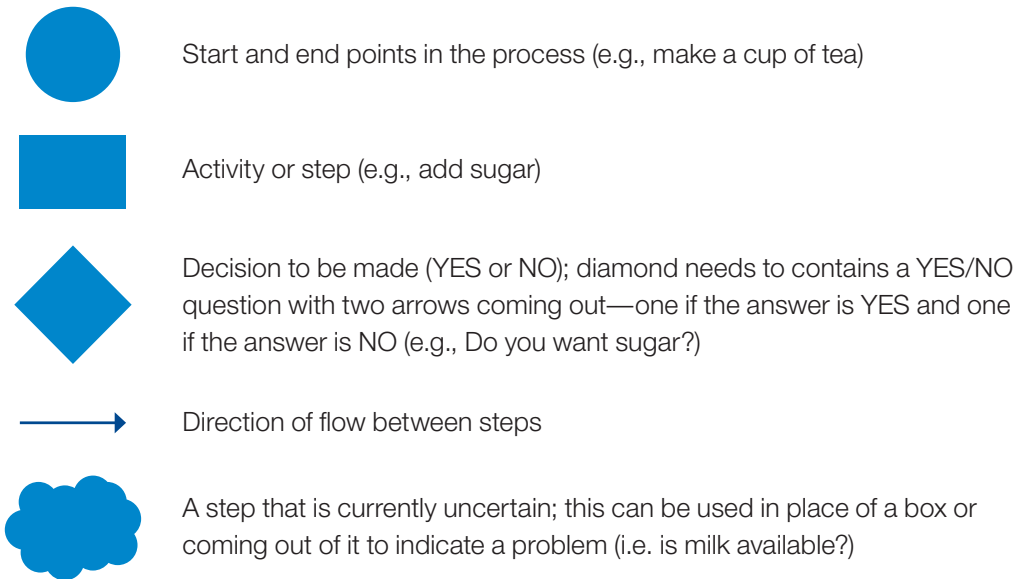 Start and end points in the process (e.g., make a cup of tea)
Activity or step (e.g., add sugar)
Decision to be made (YES or NO); diamond needs to contains a YES/NO
question with two arrows coming out—one if the answer is YES and one
if the answer is NO (e.g., Do you want sugar?)
Direction of flow between steps
A step that is currently uncertain; this can be used in place of a box or
coming out of it to indicate a problem (i.e. is milk available?)